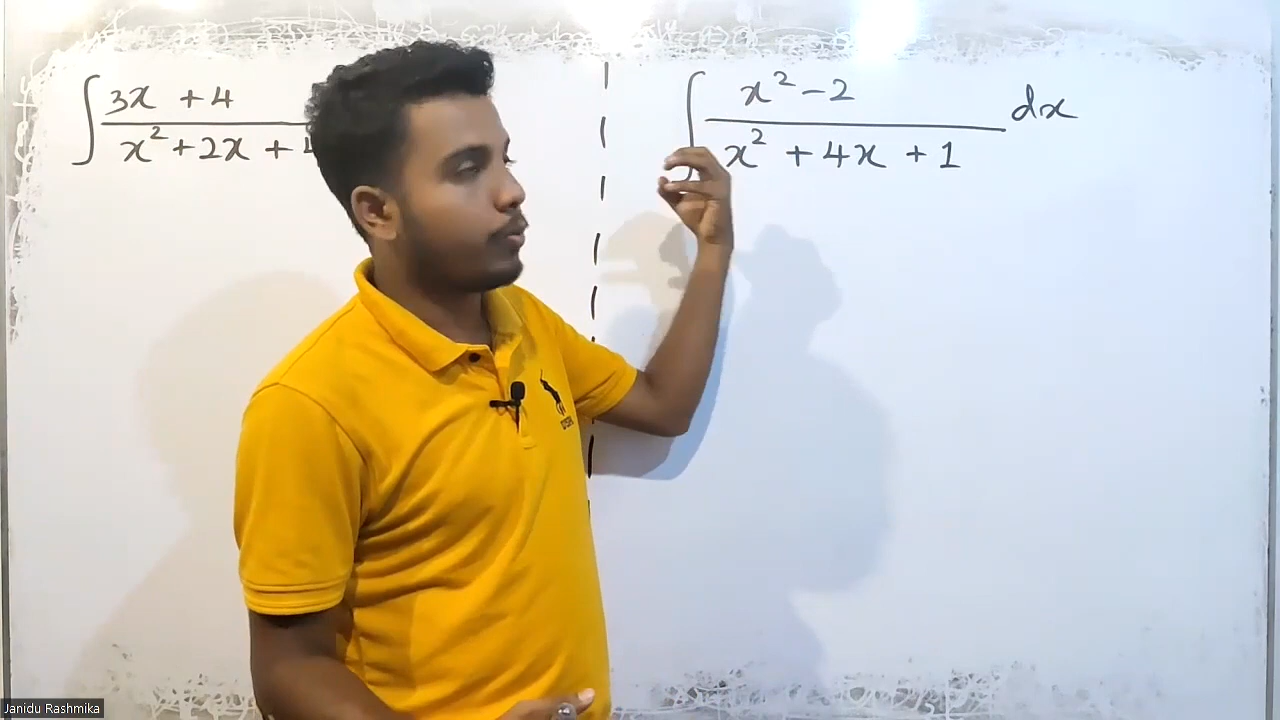 ∫ 3x + 4
x² + 2x +
∫ x² - 2 dx
x² + 4x + 1
Janidu Rashmika